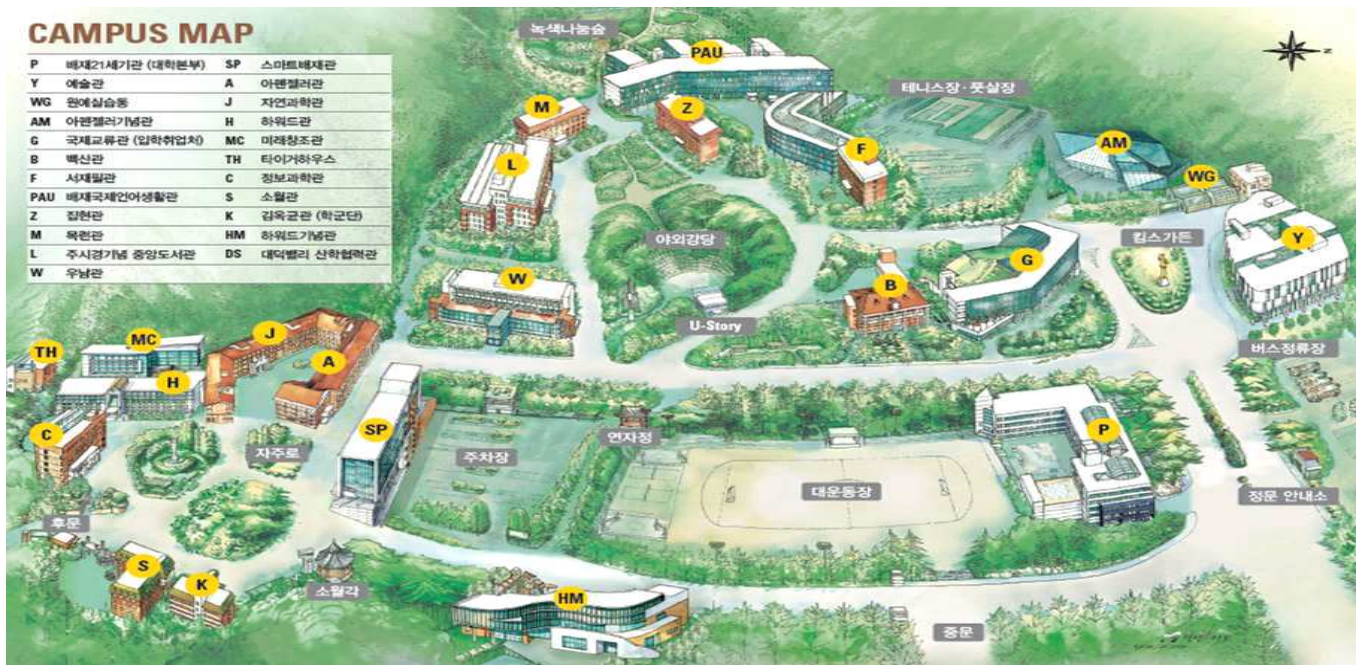 CAMPUS MAP
P 배재21세기관 (대학본부) SP 스마트배재관
Y 예술관 A 아펜젤러관
WG 원예실습동 J 자연과학관
AM 아펜젤러기념관 H 하워드관
G 국제교류관 (입학취업처) MC 미래창조관
B 백산관 TH 타이거하우스
F 서재필관 C 정보과학관
PAU 배재국제언어생활관 S 소월관
Z 집현관 K 김옥균관 (학군단)
M 목련관 HM 하워드기념관
L 주시경기념 중앙도서관 DS 대덕밸리 산학협력관
W 우남관
녹색나눔숲
PAU
N
테니스장·풋살장
M
Z
L
F
AM
WG
야외강당
킴스가든
Y
G
W
B
U-Story
버스정류장
TH
MC
J
A
H
C
SP
자주로
주차장
연자정
P
대운동장
정문 안내소
후문
S
K
소월각
HM
중문